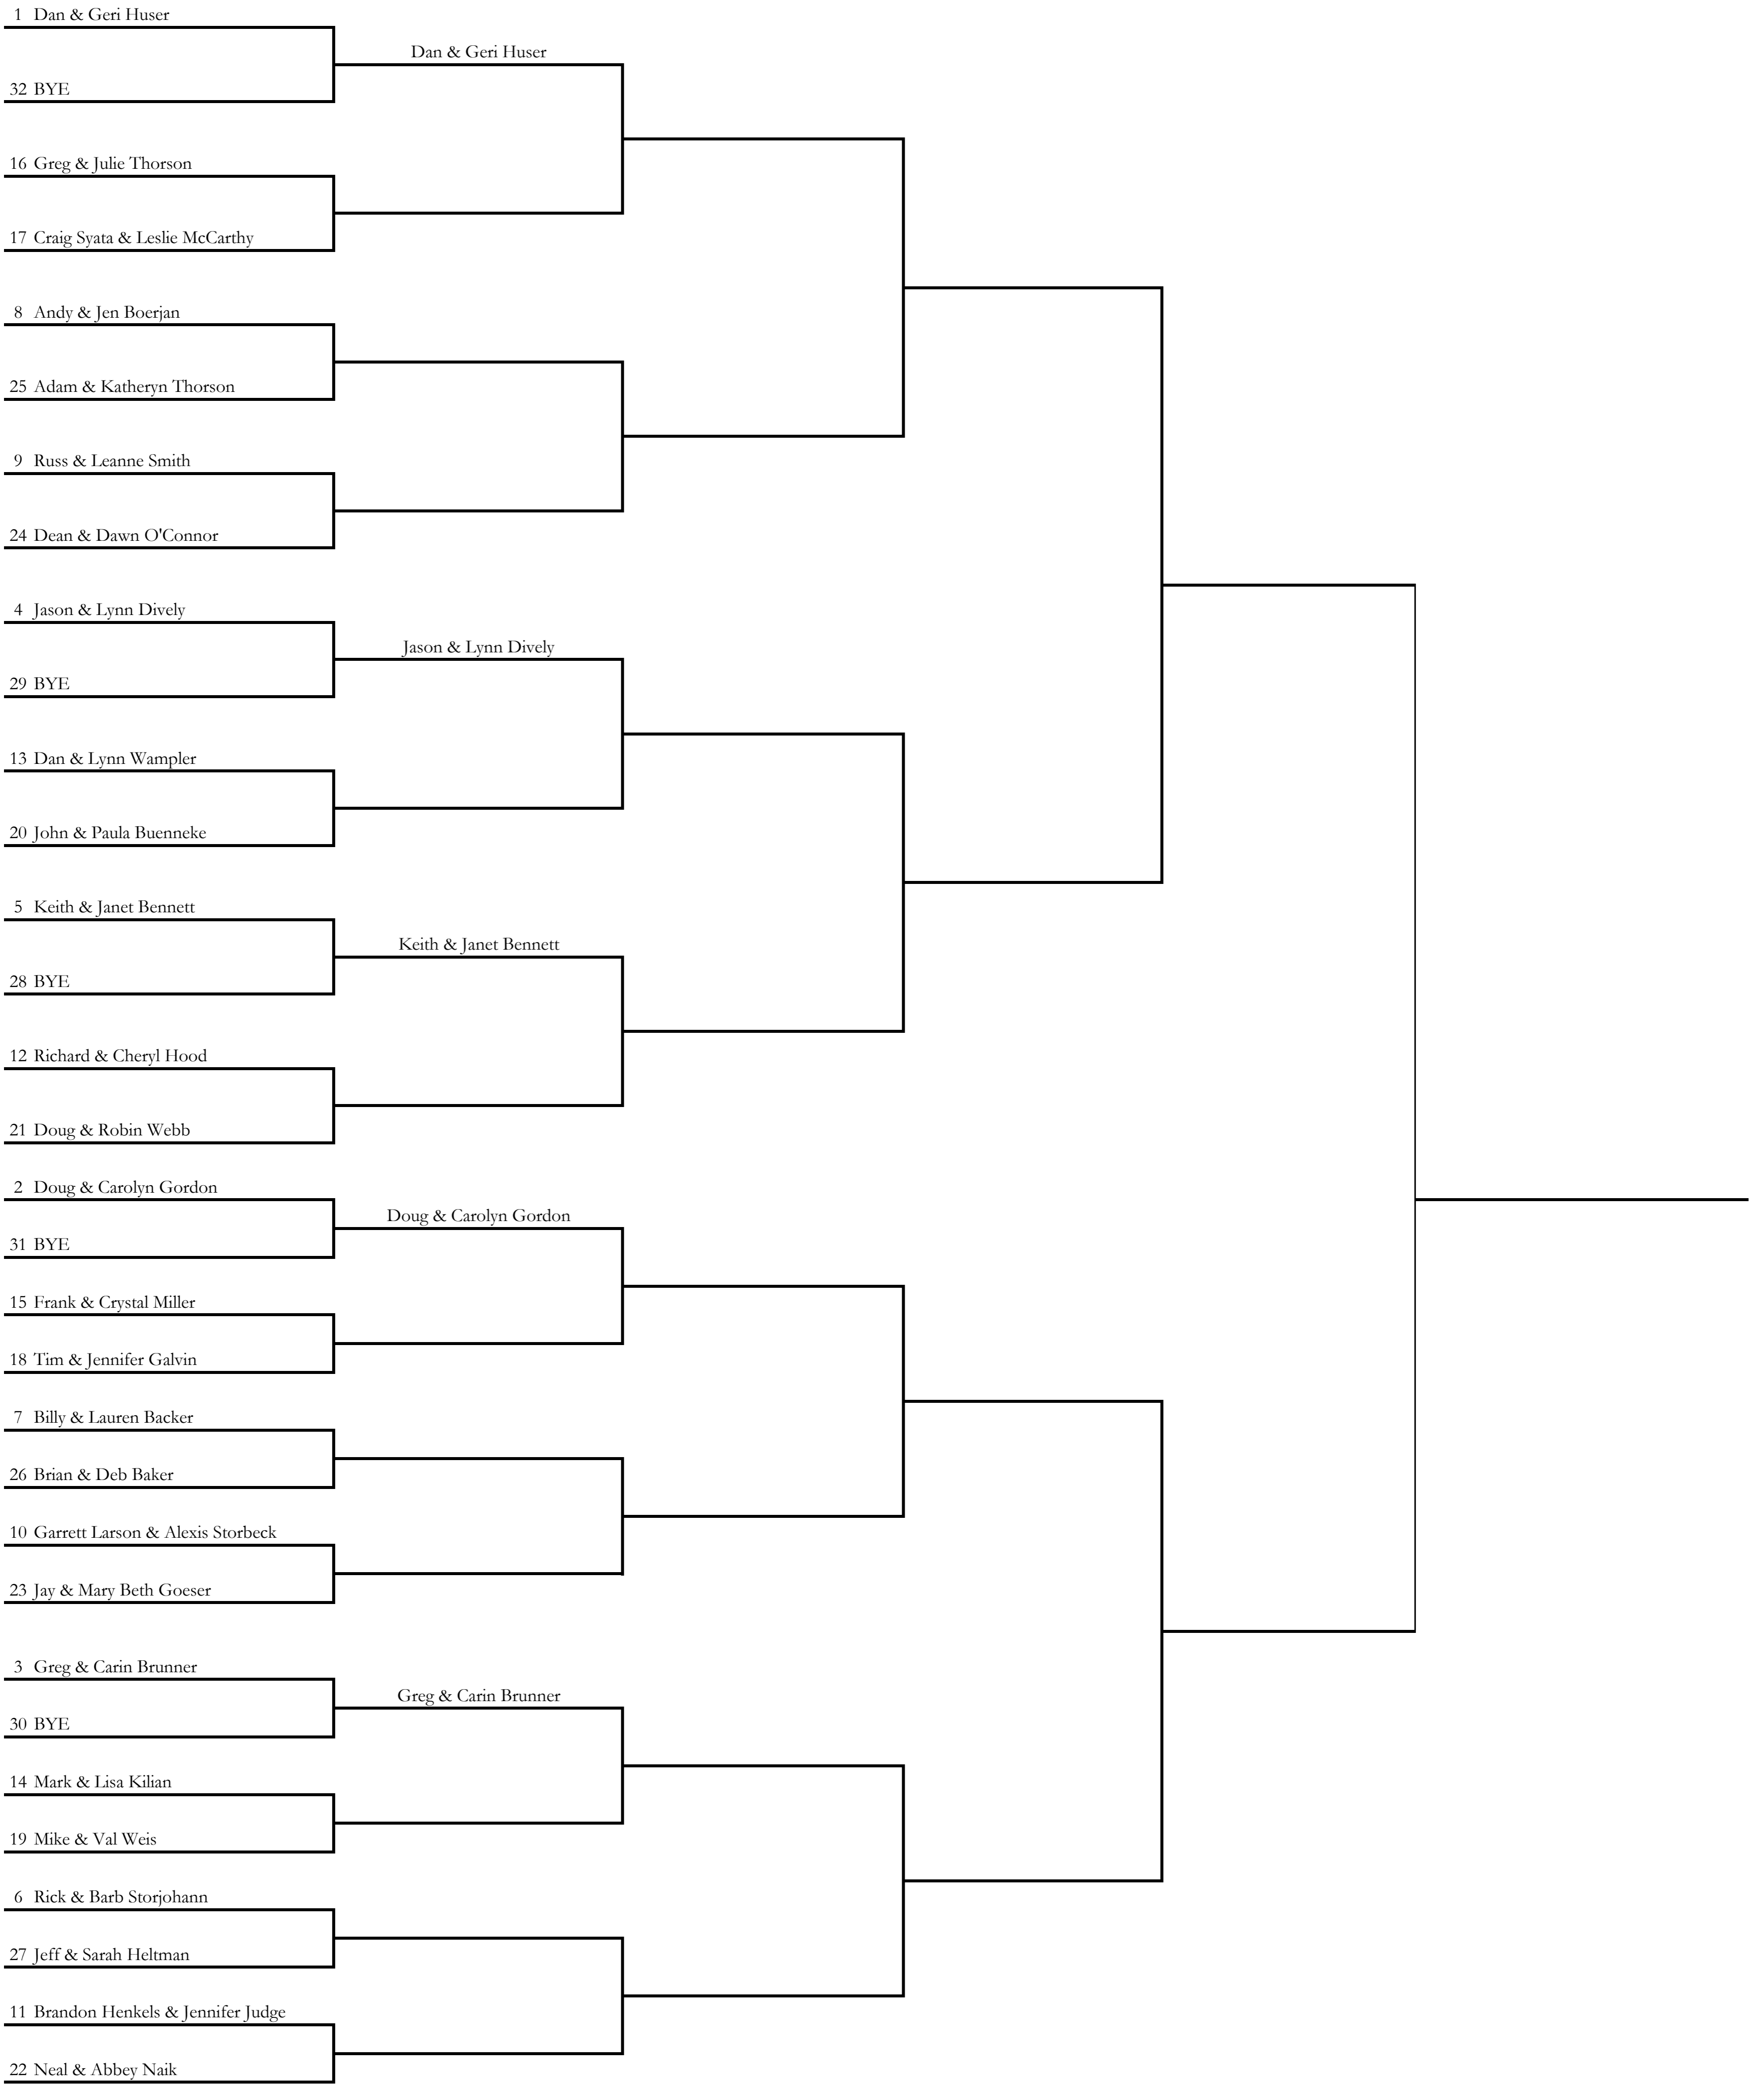 1 Dan & Geri Huser
Dan & Geri Huser
32 BYE
16 Greg & Julie Thorson
17 Craig Syata & Leslie McCarthy
8 Andy & Jen Boerjan
25 Adam & Katheryn Thorson
9 Russ & Leanne Smith
24 Dean & Dawn O'Connor
4 Jason & Lynn Dively
Jason & Lynn Dively
29 BYE
13 Dan & Lynn Wampler
20 John & Paula Buenneke
5 Keith & Janet Bennett
Keith & Janet Bennett
28 BYE
12 Richard & Cheryl Hood
21 Doug & Robin Webb
2 Doug & Carolyn Gordon
Doug & Carolyn Gordon
31 BYE
15 Frank & Crystal Miller
18 Tim & Jennifer Galvin
7 Billy & Lauren Backer
26 Brian & Deb Baker
10 Garrett Larson & Alexis Storbeck
23 Jay & Mary Beth Goeser
3 Greg & Carin Brunner
Greg & Carin Brunner
30 BYE
14 Mark & Lisa Kilian
19 Mike & Val Weis
6 Rick & Barb Storjohann
27 Jeff & Sarah Heltman
11 Brandon Henkels & Jennifer Judge
22 Neal & Abbey Naik